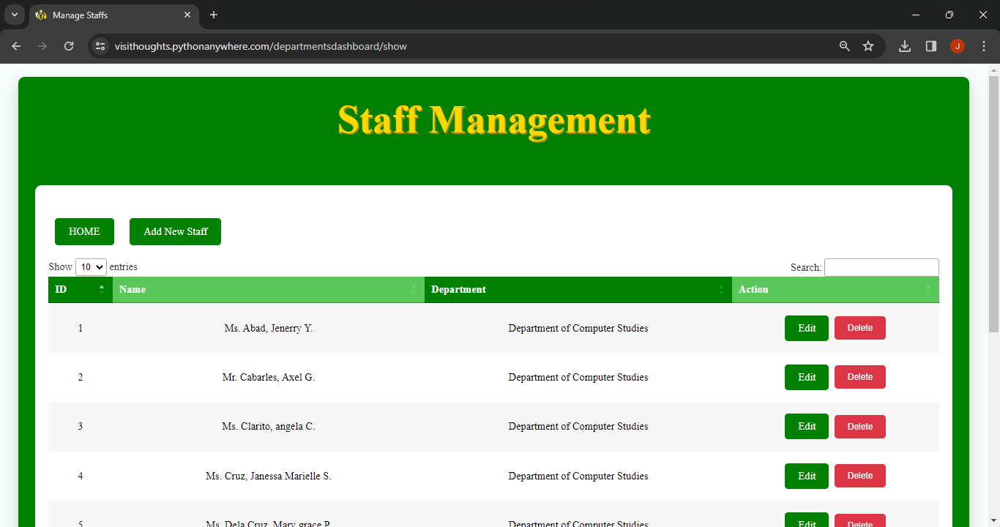 Manage Staffs
visithoughts.pythonanywhere.com/departmentsdashboard/show
J
Staff Management
HOME Add New Staff
Show 10 entries Search:
ID Name Department Action
1 Ms. Abad, Jenerry Y. Department of Computer Studies Edit Delete
2 Mr. Cabarles, Axel G. Department of Computer Studies Edit Delete
3 Ms. Clarito, angela C. Department of Computer Studies Edit Delete
4 Ms. Cruz, Janessa Marielle S. Department of Computer Studies Edit Delete
5 Ms. Dela Cruz, Mary grace P. Department of Computer Studies Edit Delete